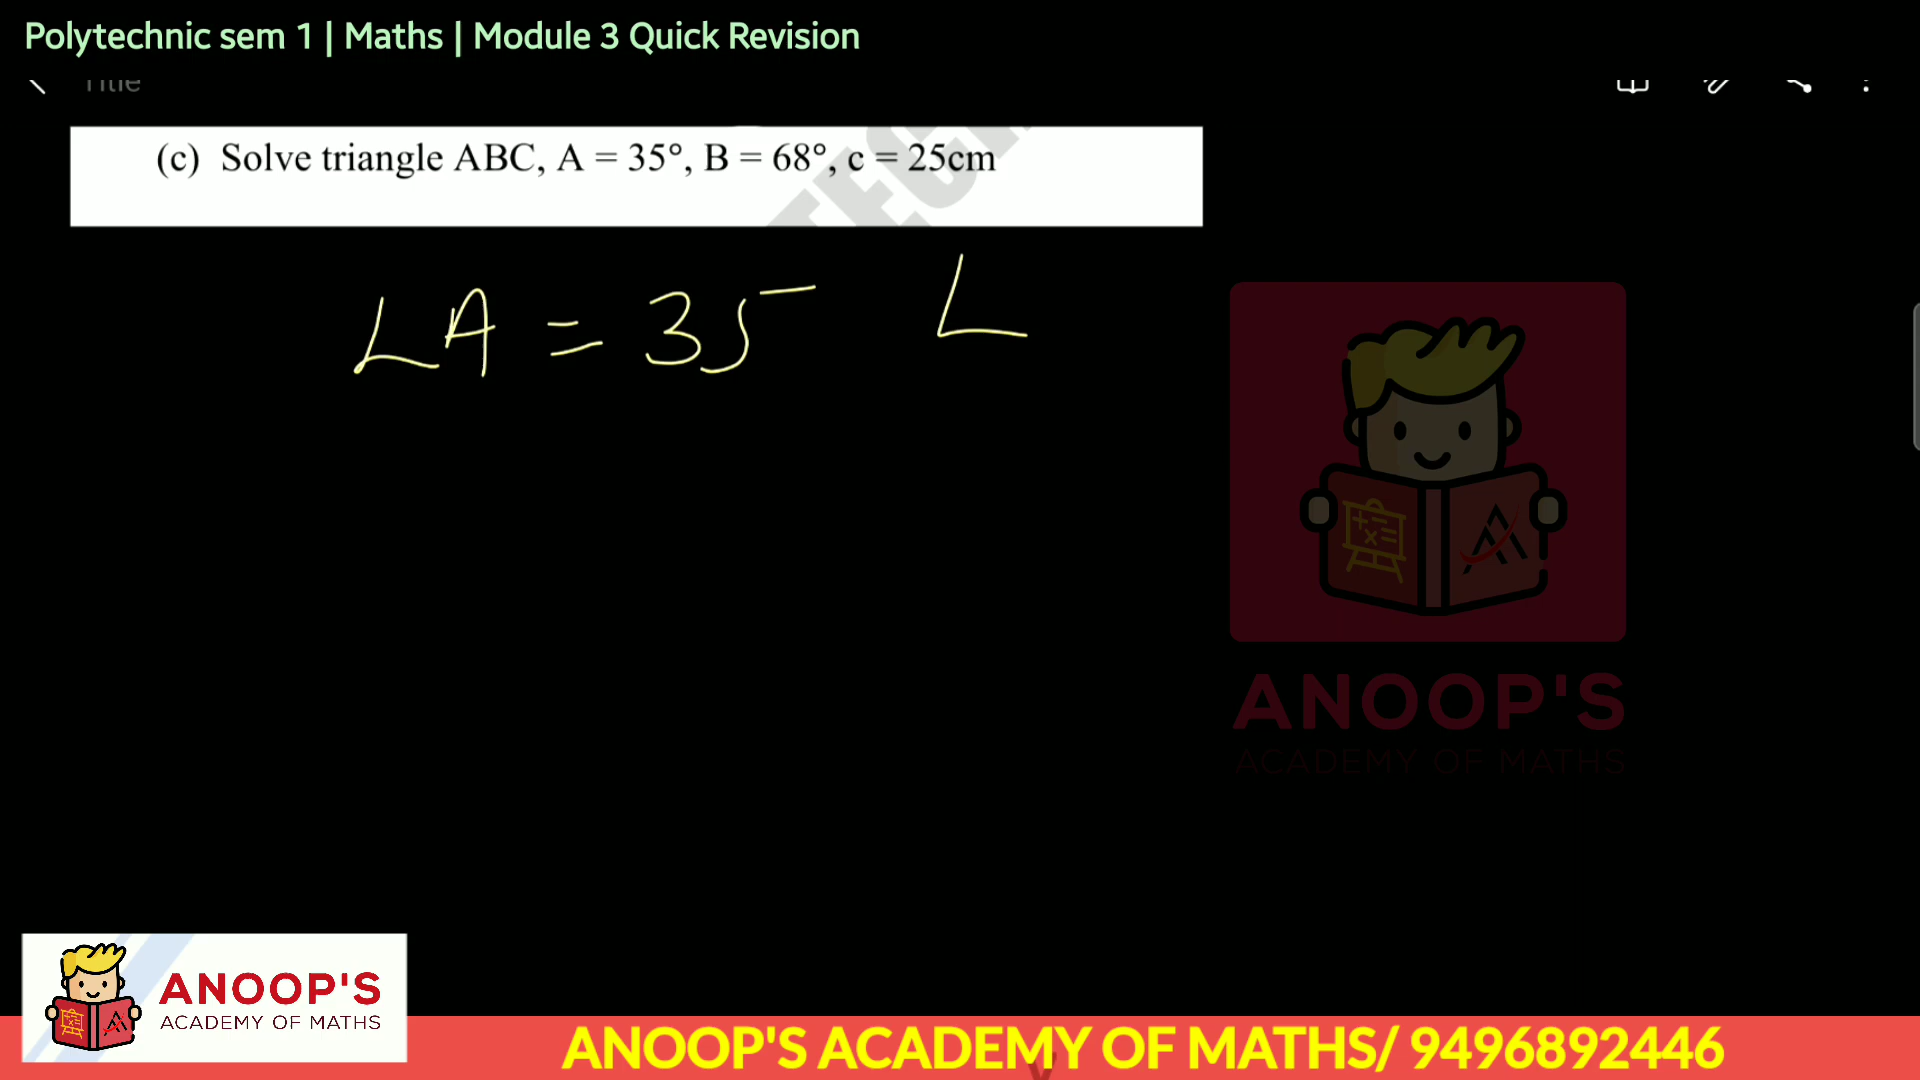 Polytechnic sem 1 | Maths | Module 3 Quick Revision
Title
(c) Solve triangle ABC, A = 35°, B = 68°, c = 25cm
∠A = 35 ∠
ANOOP'S
ACADEMY OF MATHS
ANOOP'S
ACADEMY OF MATHS
ANOOP'S ACADEMY OF MATHS/ 9496892446